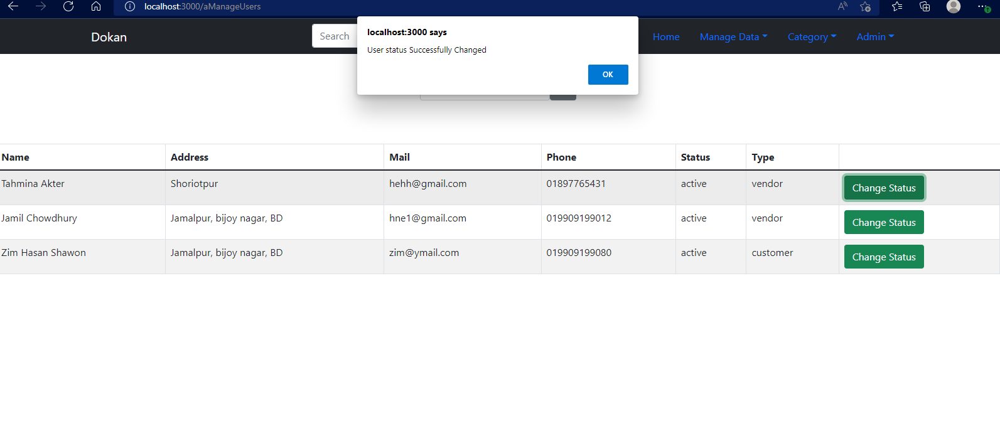 localhost:3000/aManageUsers
Dokan
Search
localhost:3000 says
User status Successfully Changed
OK
Home
Manage Data
Category
Admin
Name Address Mail Phone Status Type
Tahmina Akter Shoriotpur hehh@gmail.com 01897765431 active vendor Change Status
Jamil Chowdhury Jamalpur, bijoy nagar, BD hne1@gmail.com 019909199012 active vendor Change Status
Zim Hasan Shawon Jamalpur, bijoy nagar, BD zim@ymail.com 019909199080 active customer Change Status